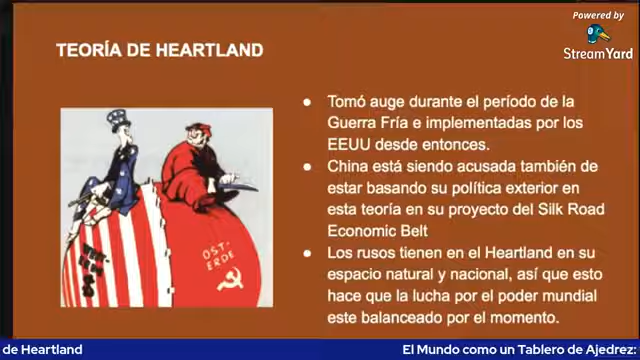 Powered by
StreamYard
TEORÍA DE HEARTLAND
● Tomó auge durante el período de la
Guerra Fría e implementadas por los
EEUU desde entonces.
● China está siendo acusada también de
estar basando su política exterior en
esta teoría en su proyecto del Silk Road
Economic Belt
● Los rusos tienen en el Heartland en su
espacio natural y nacional, así que esto
hace que la lucha por el poder mundial
este balanceado por el momento.
OST-
ERDE
de Heartland
El Mundo como un Tablero de Ajedrez: